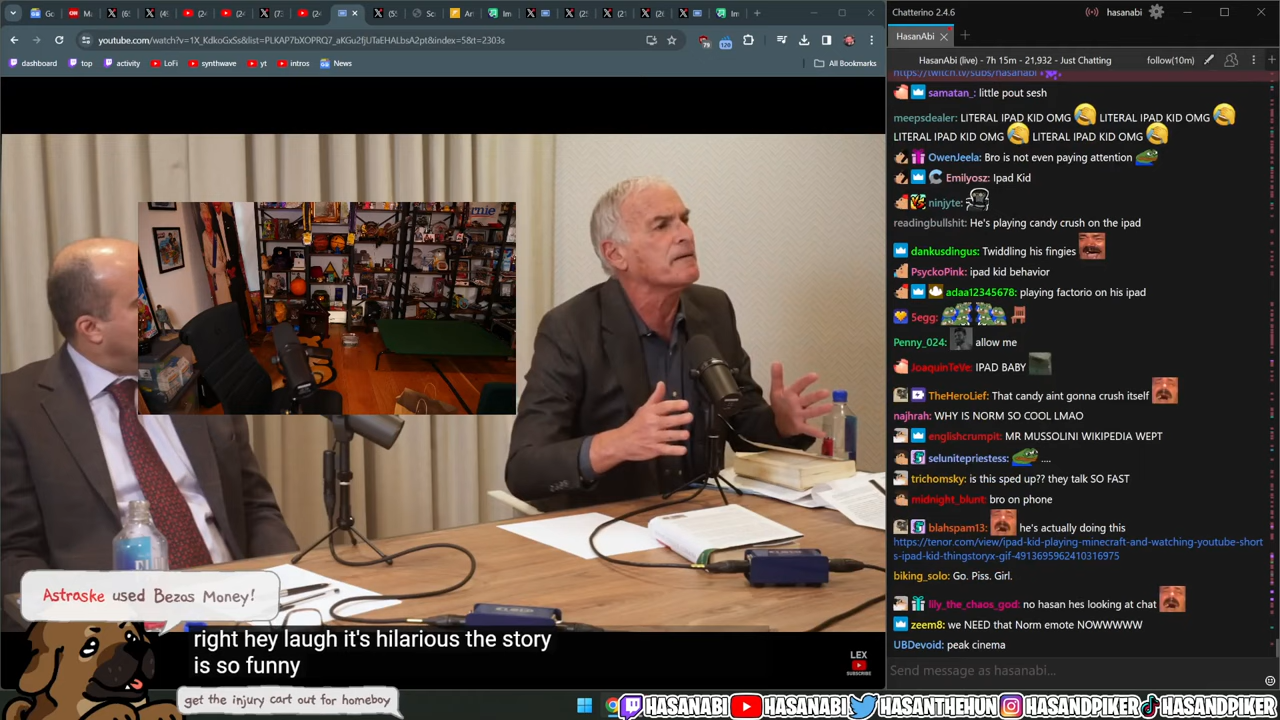 Chatterino 2.4.6
hasanabi
HasanAbi
youtube.com/watch?v=1X_KdkoGxSs&list=PLKAP7bXOPRQ7_aKGu2fjUTaEHALbsA2pt&index=5&t=2303s
dashboard
top
activity
LoFi
synthwave
yt
intros
News
All Bookmarks
HasanAbi (live) - 7h 15m - 21,932 - Just Chatting
follow(10m)
https://twitch.tv/subs/hasanabi
samatan_: little pout sesh
meepsdealer: LITERAL IPAD KID OMG LITERAL IPAD KID OMG
LITERAL IPAD KID OMG LITERAL IPAD KID OMG
OwenJeela: Bro is not even paying attention
Emilyosz: Ipad Kid
ninjyte:
readingbullshit: He's playing candy crush on the ipad
dankusdingus: Twiddling his fingies
PsyckoPink: ipad kid behavior
adaa12345678: playing factorio on his ipad
5egg:
Penny_024: allow me
JoaquinTeVe: IPAD BABY
TheHeroLief: That candy aint gonna crush itself
najhrah: WHY IS NORM SO COOL LMAO
englishcrumpit: MR MUSSOLINI WIKIPEDIA WEPT
selunitepriestess: ....
trichomsky: is this sped up?? they talk SO FAST
midnight_blunt: bro on phone
blahspam13: he's actually doing this
https://tenor.com/view/ipad-kid-playing-minecraft-and-watching-youtube-short
s-ipad-kid-thingstoryx-gif-4913695962410316975
biking_solo: Go. Piss. Girl.
lily_the_chaos_god: no hasan hes looking at chat
zeem8: we NEED that Norm emote NOWWWWW
UBDevoid: peak cinema
Send message as hasanabi...
Astraske used Bezos Money!
right hey laugh it's hilarious the story
is so funny
LEX
SUBSCRIBE
get the injury cart out for homeboy
HASANABI
HASANABI
HASANTHEHUN
HASANDPIKER
HASANDPIKER